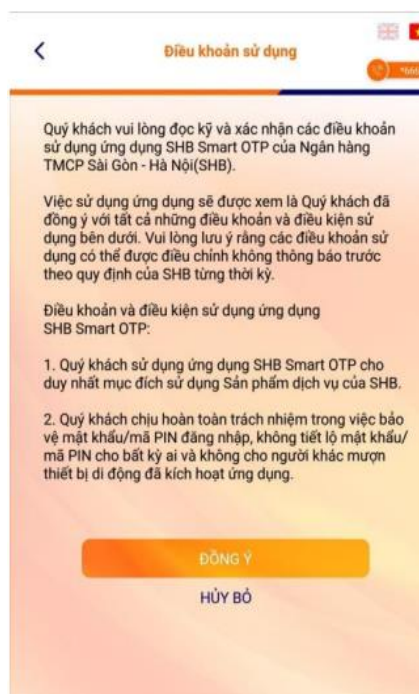 Điều khoản sử dụng
*666
Quý khách vui lòng đọc kỹ và xác nhận các điều khoản
sử dụng ứng dụng SHB Smart OTP của Ngân hàng
TMCP Sài Gòn - Hà Nội(SHB).
Việc sử dụng ứng dụng sẽ được xem là Quý khách đã
đồng ý với tất cả những điều khoản và điều kiện sử
dụng bên dưới. Vui lòng lưu ý rằng các điều khoản sử
dụng có thể được điều chỉnh không thông báo trước
theo quy định của SHB từng thời kỳ.
Điều khoản và điều kiện sử dụng ứng dụng
SHB Smart OTP:
1. Quý khách sử dụng ứng dụng SHB Smart OTP cho
duy nhất mục đích sử dụng Sản phẩm dịch vụ của SHB.
2. Quý khách chịu hoàn toàn trách nhiệm trong việc bảo
vệ mật khẩu/mã PIN đăng nhập, không tiết lộ mật khẩu/
mã PIN cho bất kỳ ai và không cho người khác mượn
thiết bị di động đã kích hoạt ứng dụng.
ĐỒNG Ý
HỦY BỎ